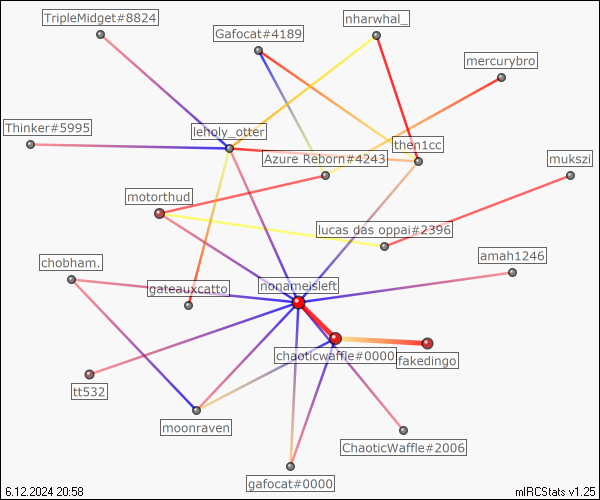 TripleMidget#8824
nharwhal_
Gafocat#4189
mercurybro
Thinker#5995
leholy_otter
then1cc
Azure Reborn#4243
mukszi
motorthud
lucas das oppai#2396
amah1246
chobham.
nonameisleft
gateauxcatto
chaoticwaffle#0000
fakedingo
tt532
moonraven
ChaoticWaffle#2006
gafocat#0000
6.12.2024 20:58
mIRCStats v1.25